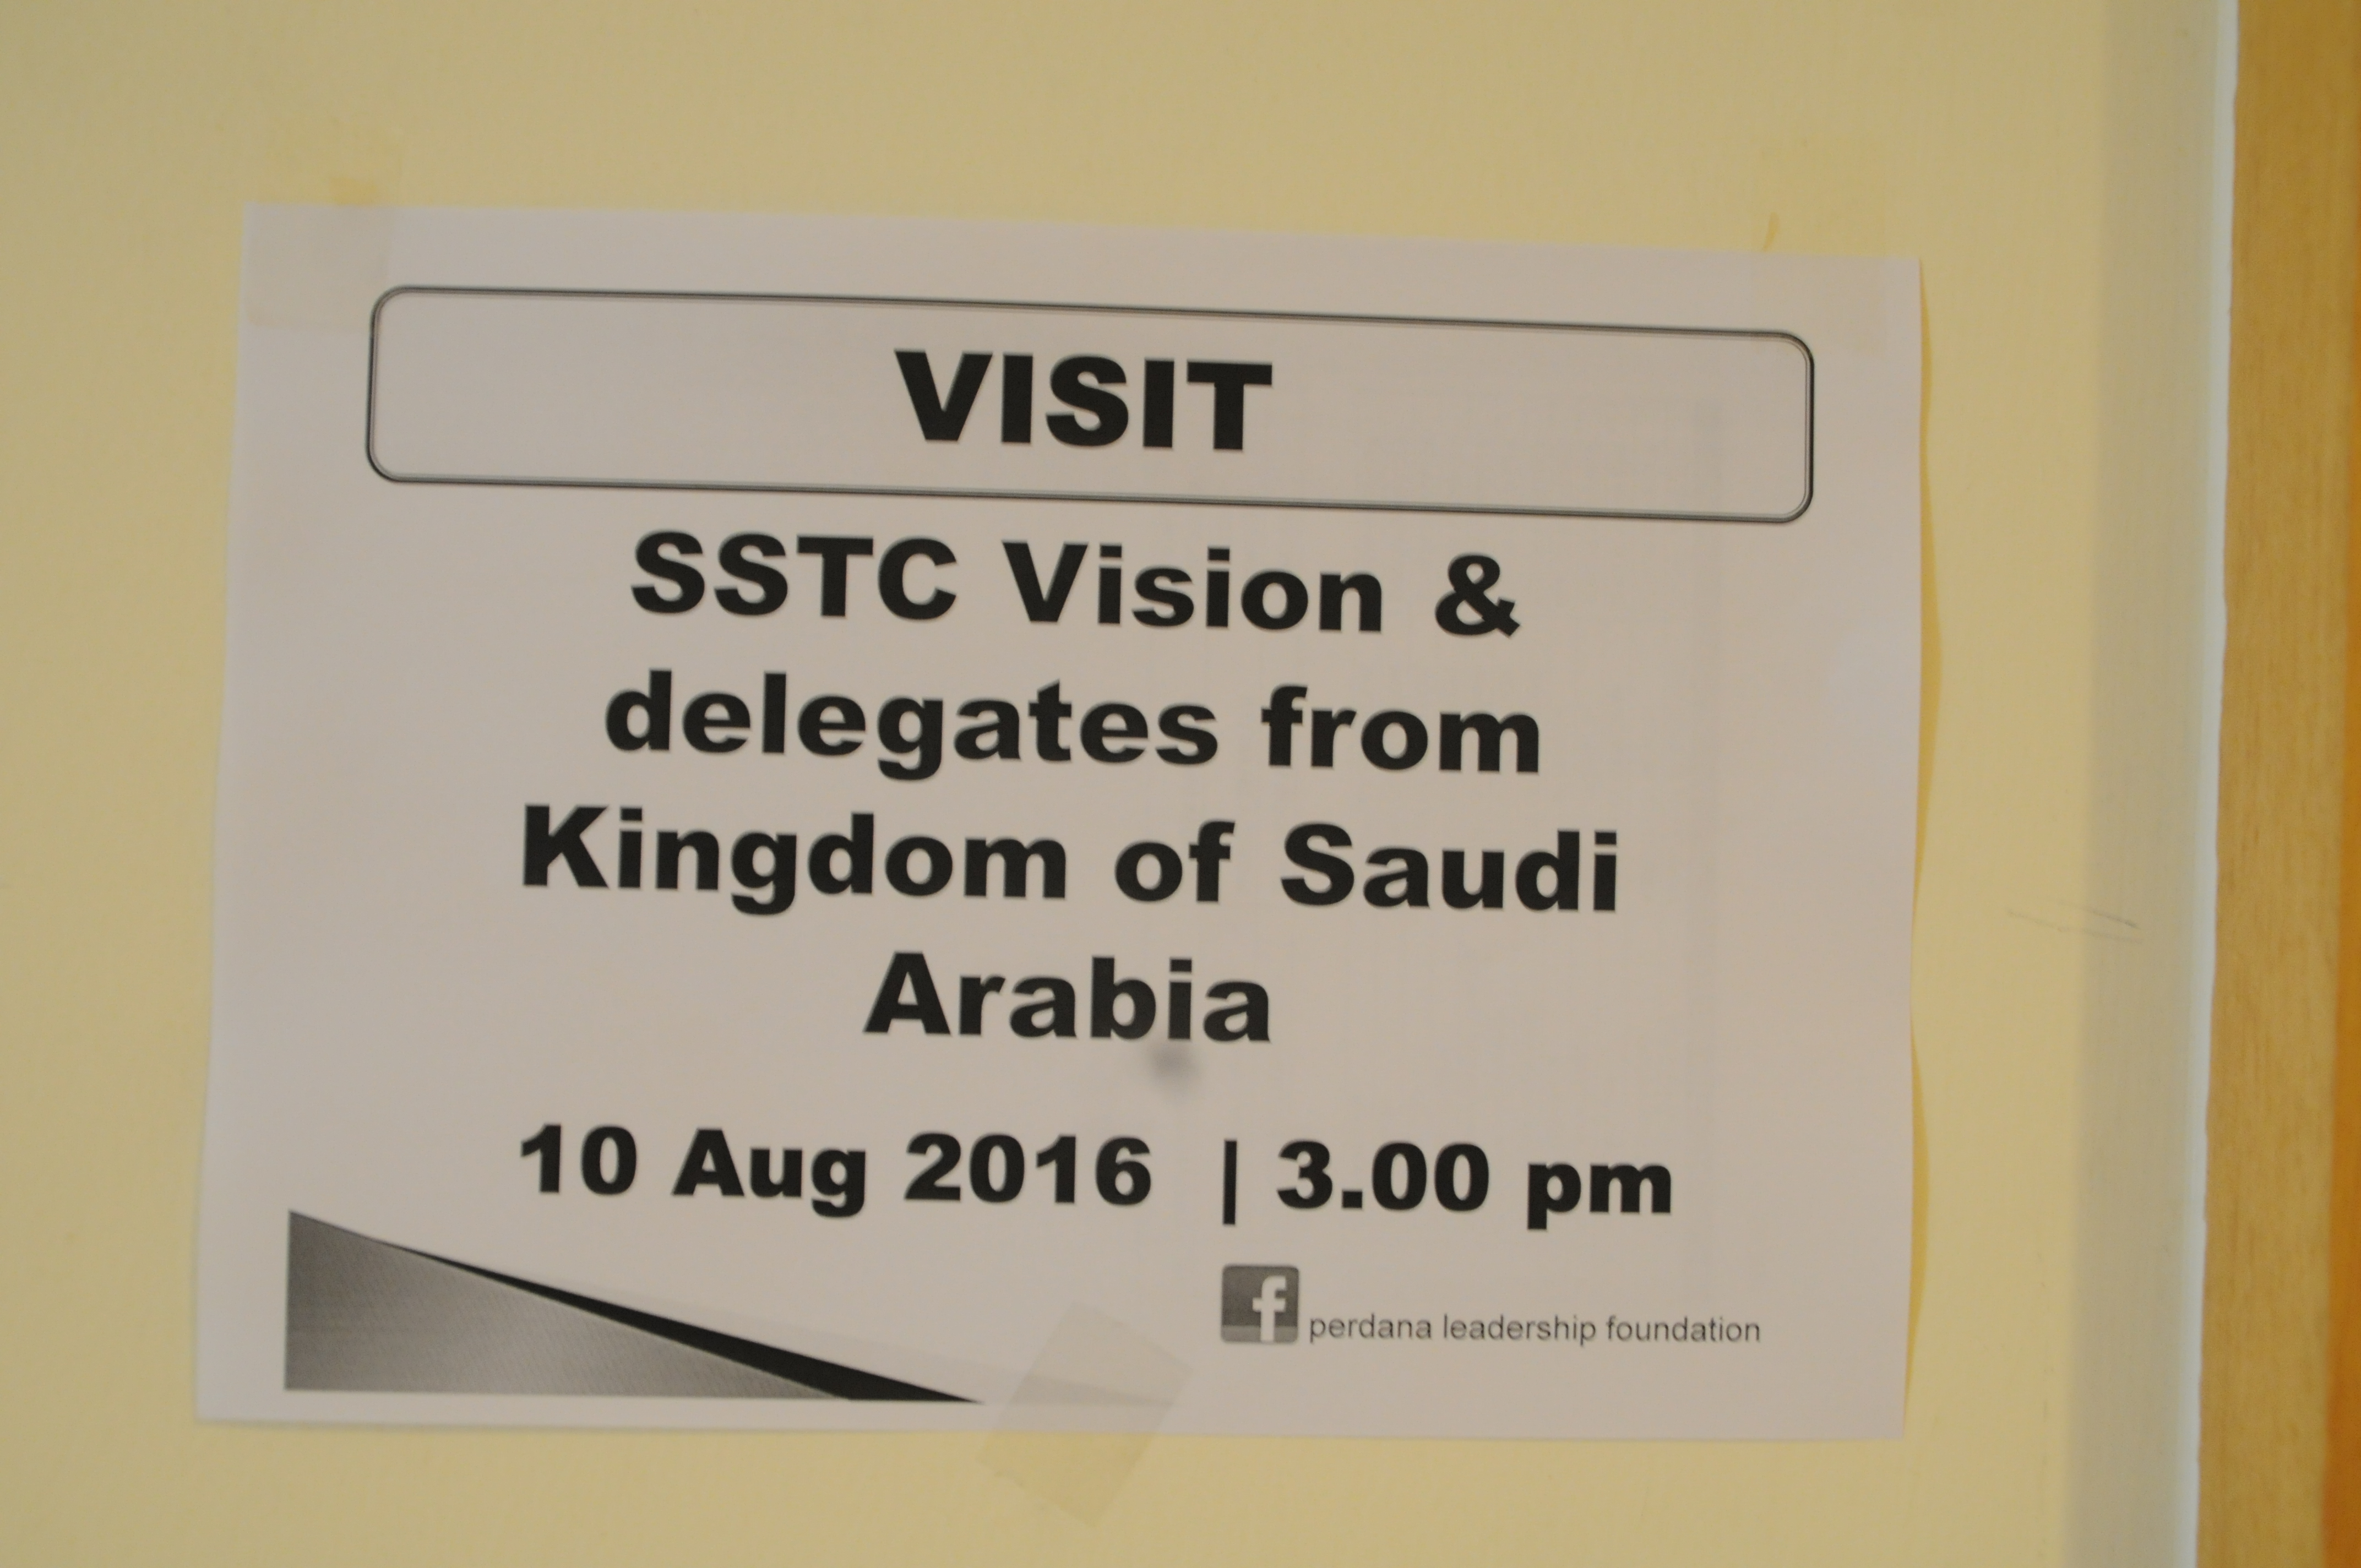 VISIT
SSTC Vision &
delegates from
Kingdom of Saudi
Arabia
10 Aug 2016 | 3.00 pm
f perdana leadership foundation